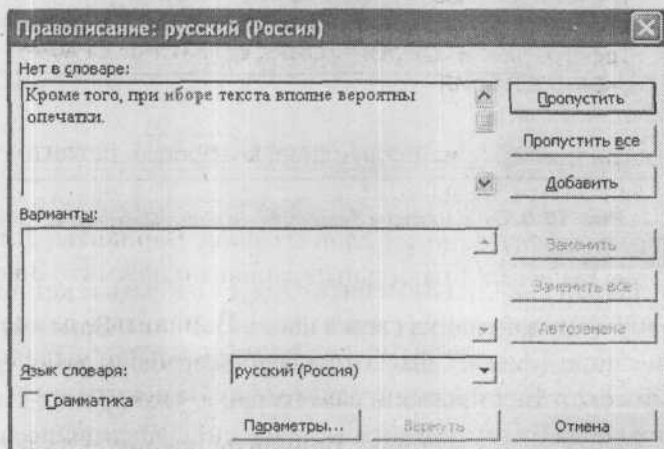 Правописание: русский (Россия)
Нет в словаре:
Кроме того, при иборе текста вполне вероятны
опечатки.
Пропустить
Пропустить все
Добавить
Варианты:
Заменить
Заменить все
Автозамена
Язык словаря:
русский (Россия)
Грамматика
Параметры...
Вернуть
Отмена